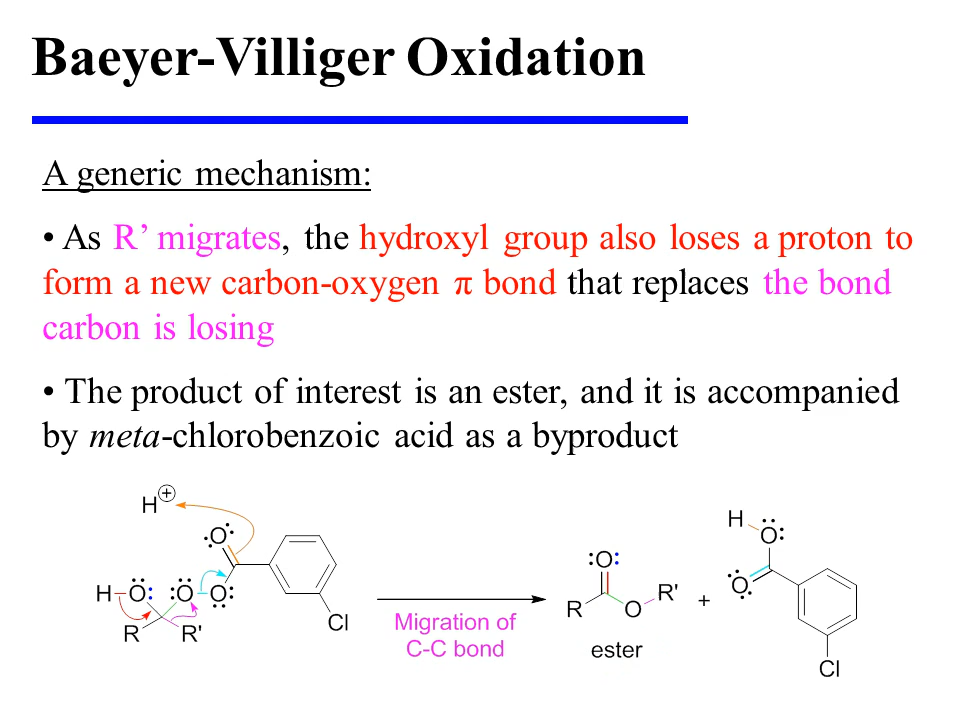 Baeyer-Villiger Oxidation
A generic mechanism:
• As R’ migrates, the hydroxyl group also loses a proton to
form a new carbon-oxygen π bond that replaces the bond
carbon is losing
• The product of interest is an ester, and it is accompanied
by meta-chlorobenzoic acid as a byproduct
H +
O
H O O O
R R'
Cl
Migration of
C-C bond
O
R O R'
ester
+
H
O
O
Cl